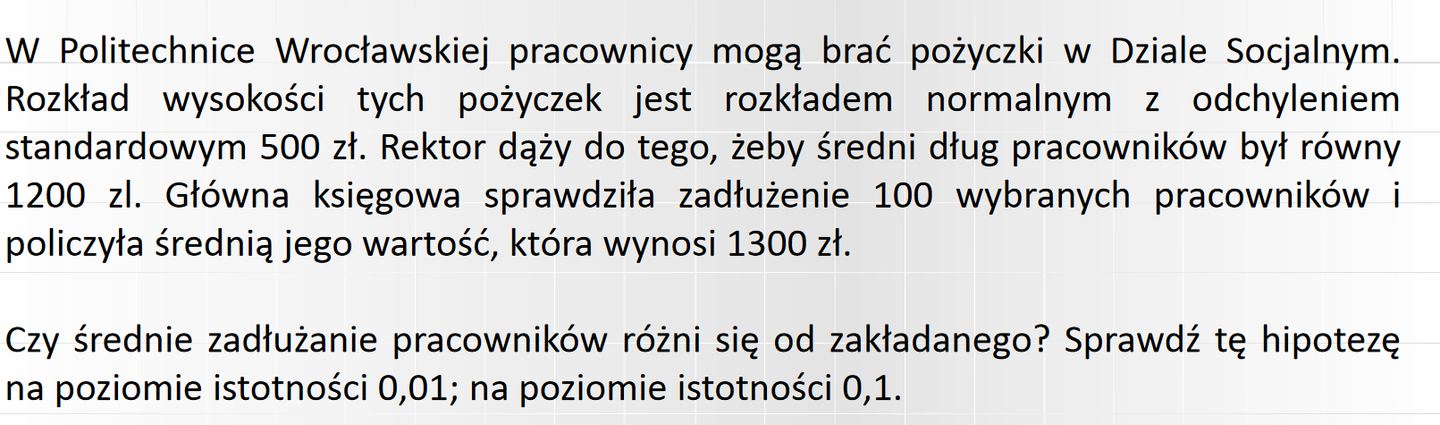 W Politechnice Wrocławskiej pracownicy mogą brać pożyczki w Dziale Socjalnym.
Rozkład wysokości tych pożyczek jest rozkładem normalnym z odchyleniem
standardowym 500 zł. Rektor dąży do tego, żeby średni dług pracowników był równy
1200 zl. Główna księgowa sprawdziła zadłużenie 100 wybranych pracowników i
policzyła średnią jego wartość, która wynosi 1300 zł.
Czy średnie zadłużanie pracowników różni się od zakładanego? Sprawdź tę hipotezę
na poziomie istotności 0,01; na poziomie istotności 0,1.